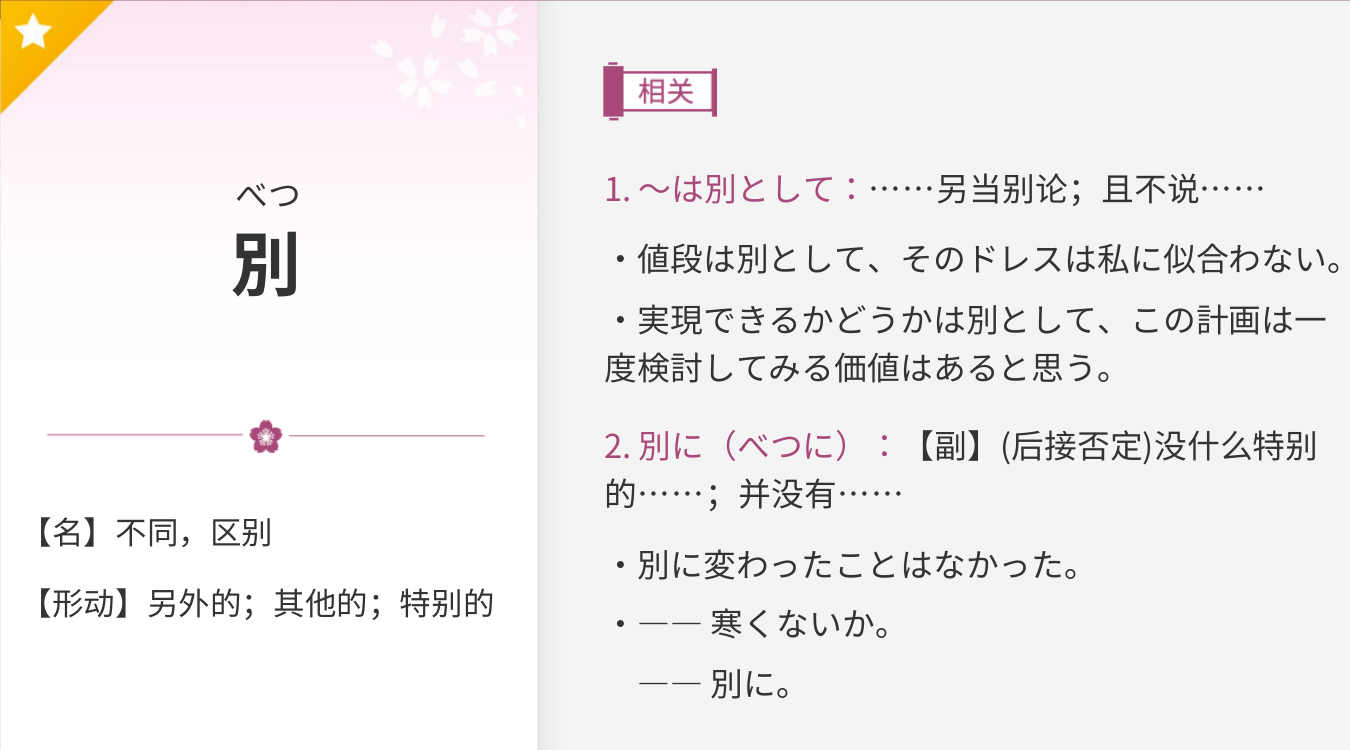 べつ
別
【名】不同，区别
【形动】另外的；其他的；特别的
相关
1. ～は別として：……另当别论；且不说……
・値段は別として、そのドレスは私に似合わない。
・実現できるかどうかは別として、この計画は一
度検討してみる価値はあると思う。
2. 別に（べつに）：【副】(后接否定)没什么特别
的……；并没有……
・別に変わったことはなかった。
・—— 寒くないか。
—— 別に。